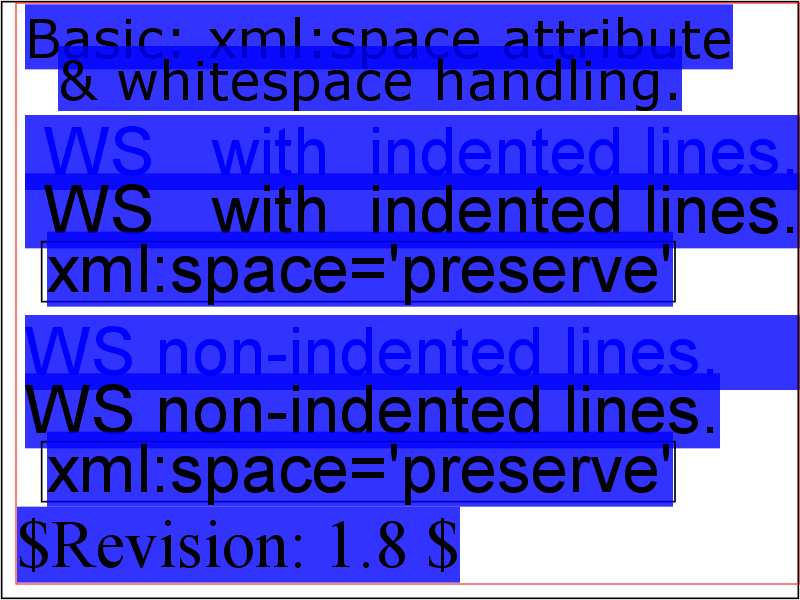 Basic: xml:space attribute
& whitespace handling.
WS   with  indented lines.
WS   with  indented lines.
xml:space='preserve'
WS non-indented lines.
WS non-indented lines.
xml:space='preserve'
$Revision: 1.8 $